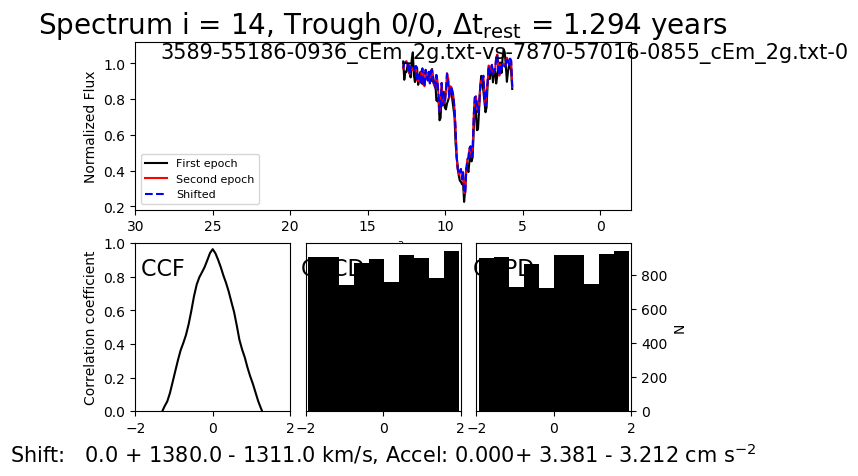 Spectrum i = 14, Trough 0/0, Δt_rest = 1.294 years
3589-55186-0936_cEm_2g.txt-vs-7870-57016-0855_cEm_2g.txt-0
Normalized Flux
1.0
0.8
0.6
0.4
0.2
First epoch
Second epoch
Shifted
30 25 20 15 10 5 0
Correlation coefficient
1.0
0.8
0.6
0.4
0.2
0.0
CCF
−2 0 2
−2 0 2
−2 0 2
800
600
400
200
0
N
Shift: 0.0 + 1380.0 - 1311.0 km/s, Accel: 0.000+ 3.381 - 3.212 cm s⁻²